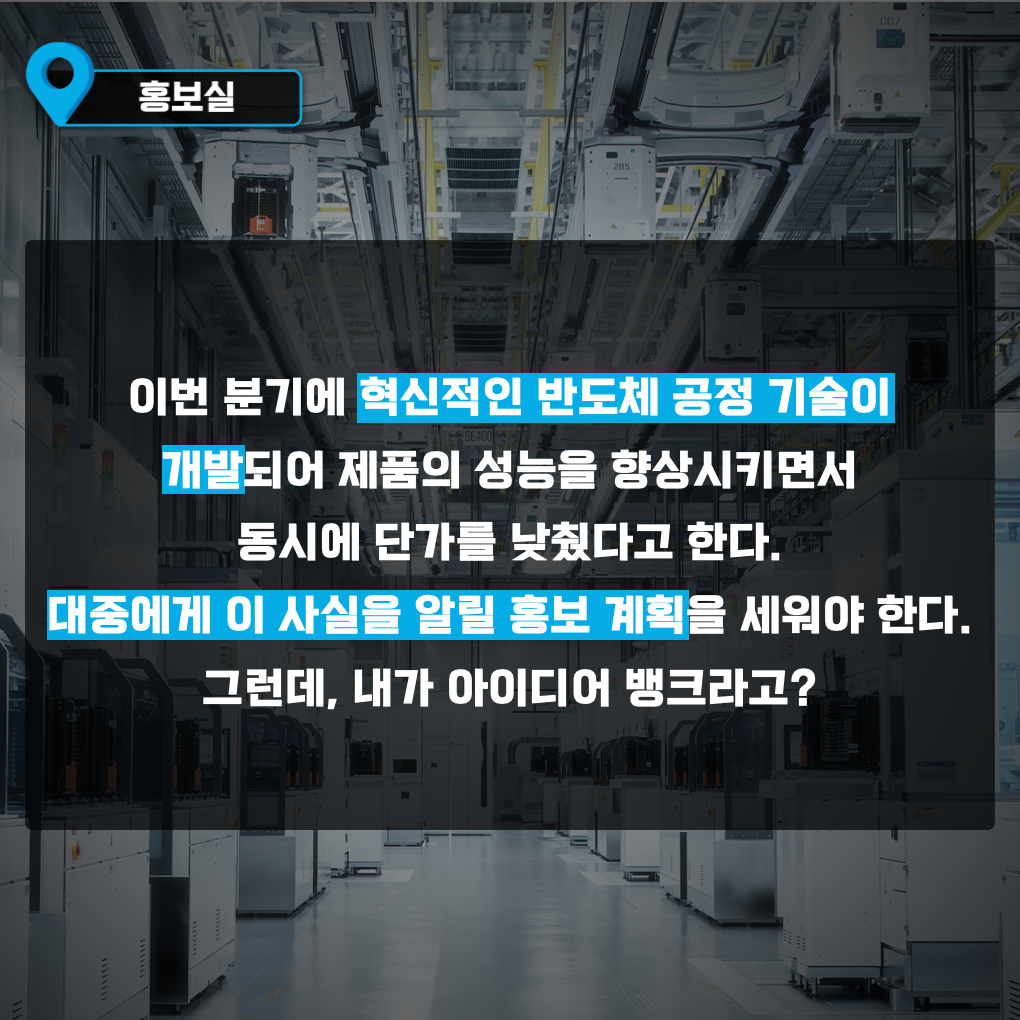 007
홍보실
285
이번 분기에 혁신적인 반도체 공정 기술이
5E400
개발되어 제품의 성능을 향상시키면서
동시에 단가를 낮췄다고 한다.
대중에게 이 사실을 알릴 홍보 계획을 세워야 한다.
그런데, 내가 아이디어 뱅크라고?